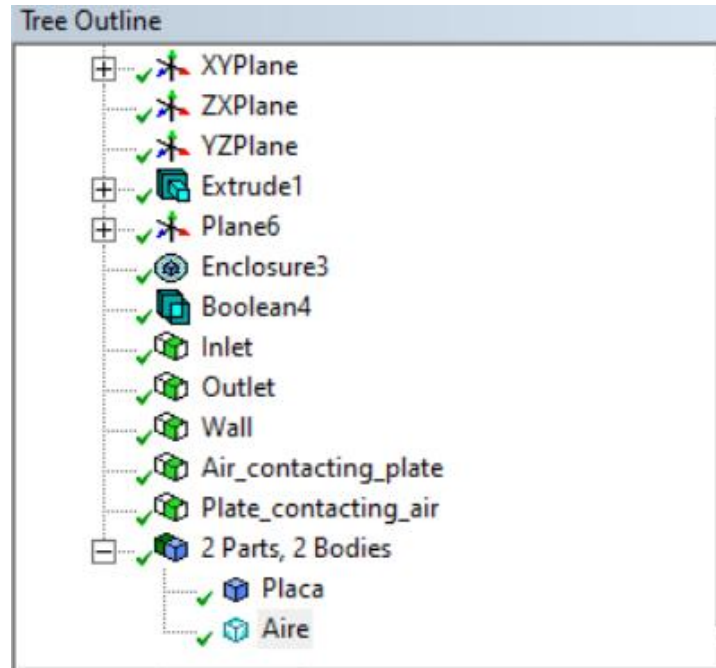 Tree Outline
XYPlane
ZXPlane
YZPlane
Extrude1
Plane6
Enclosure3
Boolean4
Inlet
Outlet
Wall
Air_contacting_plate
Plate_contacting_air
2 Parts, 2 Bodies
Placa
Aire